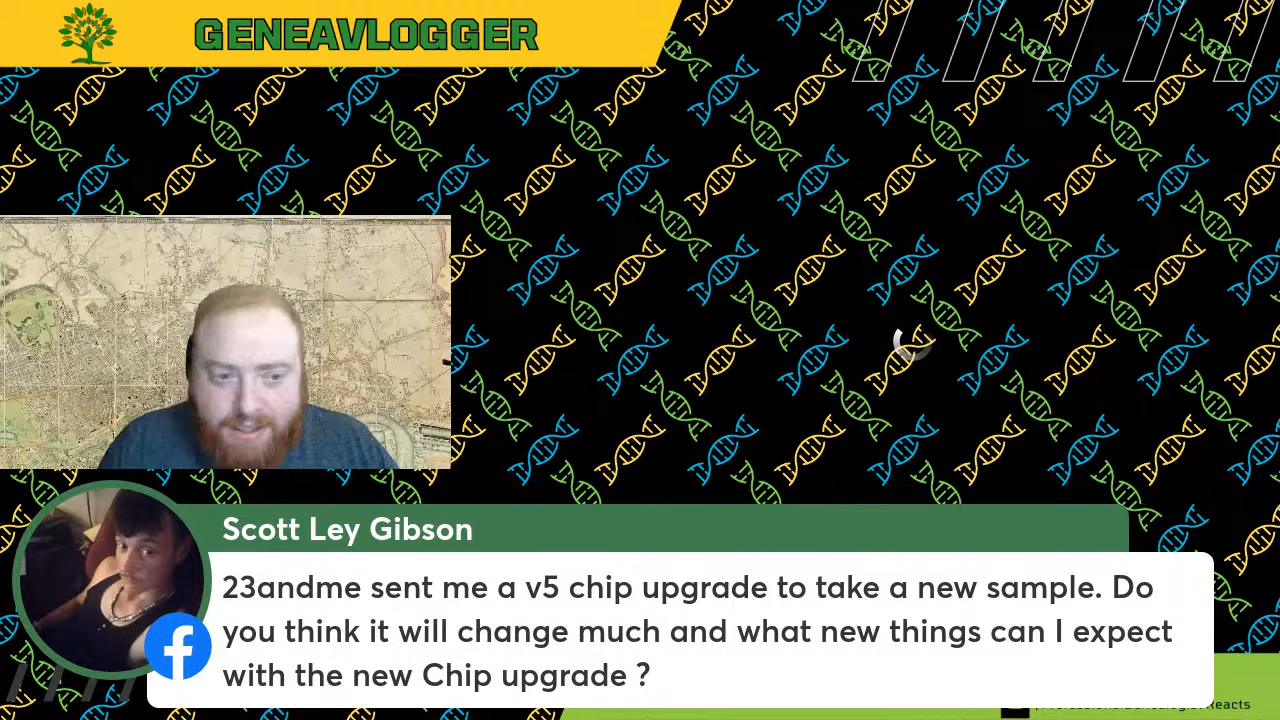 GENEAVLOGGER
Scott Ley Gibson
23andme sent me a v5 chip upgrade to take a new sample. Do
you think it will change much and what new things can I expect
with the new Chip upgrade ?
Reacts